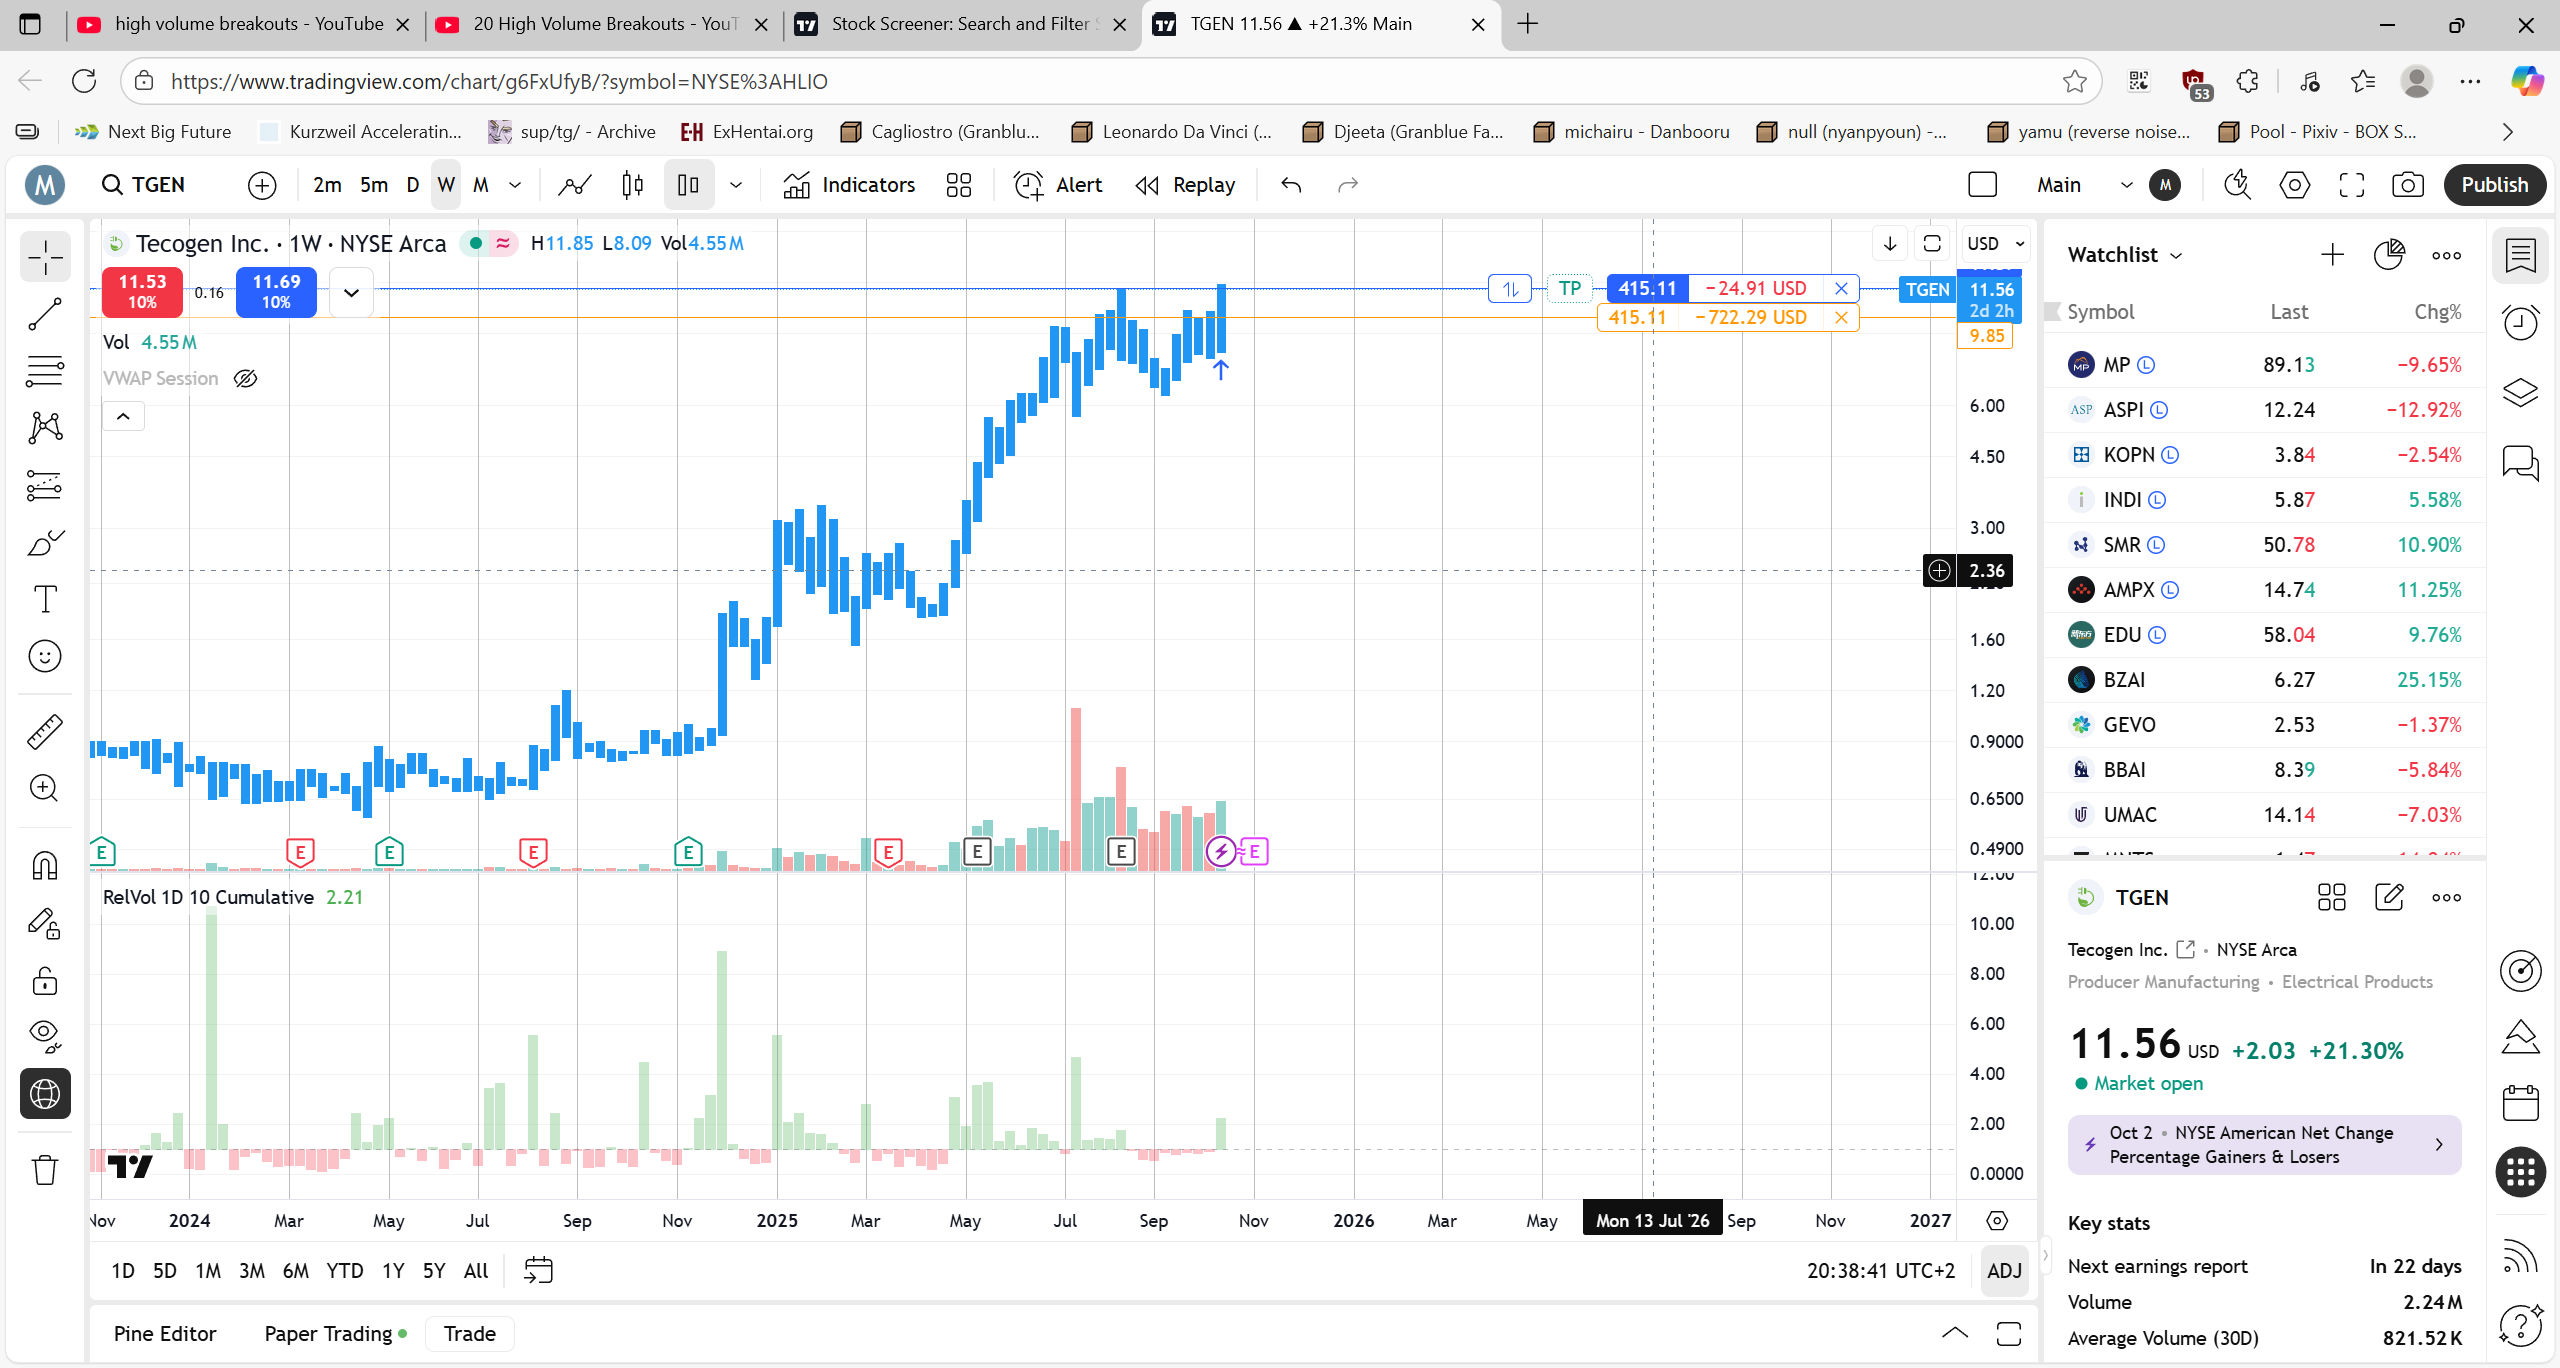 high volume breakouts - YouTube
20 High Volume Breakouts - YouT
Stock Screener: Search and Filter S
TGEN 11.56 ▲ +21.3% Main
https://www.tradingview.com/chart/g6FxUfyB/?symbol=NYSE%3AHLIO
53
Next Big Future
Kurzweil Acceleratin...
sup/tg/ - Archive
E-H ExHentai.org
Cagliostro (Granblu...
Leonardo Da Vinci (...
Djeeta (Granblue Fa...
michairu - Danbooru
null (nyanpyoun) -...
yamu (reverse noise...
Pool - Pixiv - BOX S...
M
TGEN
2m 5m D W M
Indicators
Alert
Replay
Main
M
Publish
Tecogen Inc. · 1W · NYSE Arca
H11.85 L8.09 Vol4.55 M
11.53
10%
0.16
11.69
10%
Vol 4.55 M
VWAP Session
TP
415.11 −24.91 USD
415.11 −722.29 USD
TGEN
USD
11.56
2d 2h
9.85
6.00
4.50
3.00
2.36
1.60
1.20
0.9000
0.6500
0.4900
E E E E E E E E E
RelVol 1D 10 Cumulative 2.21
12.00
10.00
8.00
6.00
4.00
2.00
0.0000
Nov 2024 Mar May Jul Sep Nov 2025 Mar May Jul Sep Nov 2026 Mar May Mon 13 Jul '26 Sep Nov 2027
1D 5D 1M 3M 6M YTD 1Y 5Y All
20:38:41 UTC+2
ADJ
Pine Editor
Paper Trading
Trade
Watchlist
Symbol Last Chg%
MP L 89.13 −9.65%
ASPI L 12.24 −12.92%
KOPN L 3.84 −2.54%
INDI L 5.87 5.58%
SMR L 50.78 10.90%
AMPX L 14.74 11.25%
EDU L 58.04 9.76%
BZAI 6.27 25.15%
GEVO 2.53 −1.37%
BBAI 8.39 −5.84%
UMAC 14.14 −7.03%
TGEN
Tecogen Inc. • NYSE Arca
Producer Manufacturing • Electrical Products
11.56 USD +2.03 +21.30%
Market open
Oct 2 • NYSE American Net Change
Percentage Gainers & Losers
Key stats
Next earnings report In 22 days
Volume 2.24 M
Average Volume (30D) 821.52 K